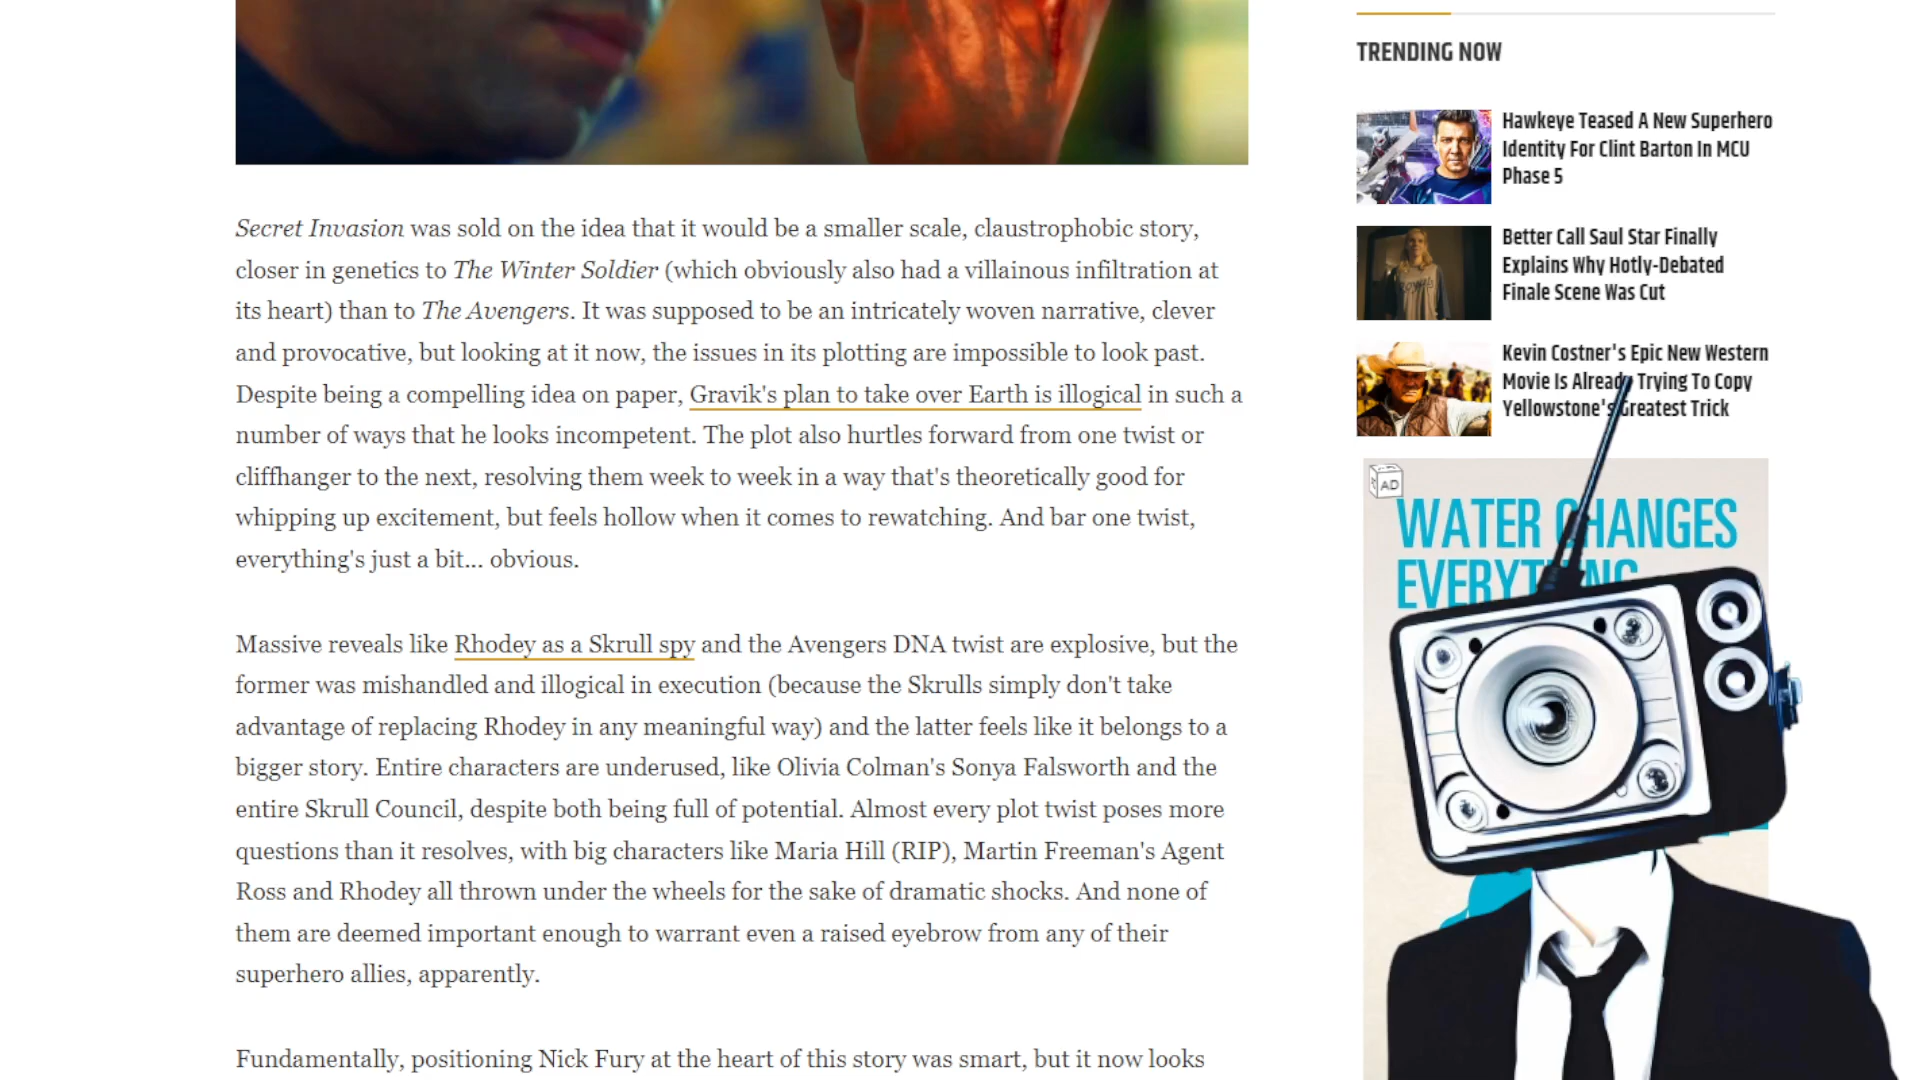 Secret Invasion was sold on the idea that it would be a smaller scale, claustrophobic story,
closer in genetics to The Winter Soldier (which obviously also had a villainous infiltration at
its heart) than to The Avengers. It was supposed to be an intricately woven narrative, clever
and provocative, but looking at it now, the issues in its plotting are impossible to look past.
Despite being a compelling idea on paper, Gravik's plan to take over Earth is illogical in such a
number of ways that he looks incompetent. The plot also hurtles forward from one twist or
cliffhanger to the next, resolving them week to week in a way that's theoretically good for
whipping up excitement, but feels hollow when it comes to rewatching. And bar one twist,
everything's just a bit... obvious.
Massive reveals like Rhodey as a Skrull spy and the Avengers DNA twist are explosive, but the
former was mishandled and illogical in execution (because the Skrulls simply don't take
advantage of replacing Rhodey in any meaningful way) and the latter feels like it belongs to a
bigger story. Entire characters are underused, like Olivia Colman's Sonya Falsworth and the
entire Skrull Council, despite both being full of potential. Almost every plot twist poses more
questions than it resolves, with big characters like Maria Hill (RIP), Martin Freeman's Agent
Ross and Rhodey all thrown under the wheels for the sake of dramatic shocks. And none of
them are deemed important enough to warrant even a raised eyebrow from any of their
superhero allies, apparently.
Fundamentally, positioning Nick Fury at the heart of this story was smart, but it now looks
TRENDING NOW
Hawkeye Teased A New Superhero
Identity For Clint Barton In MCU
Phase 5
Better Call Saul Star Finally
Explains Why Hotly-Debated
Finale Scene Was Cut
Kevin Costner's Epic New Western
Movie Is Already Trying To Copy
Yellowstone's Greatest Trick
AD
WATER CHANGES
EVERYTHING